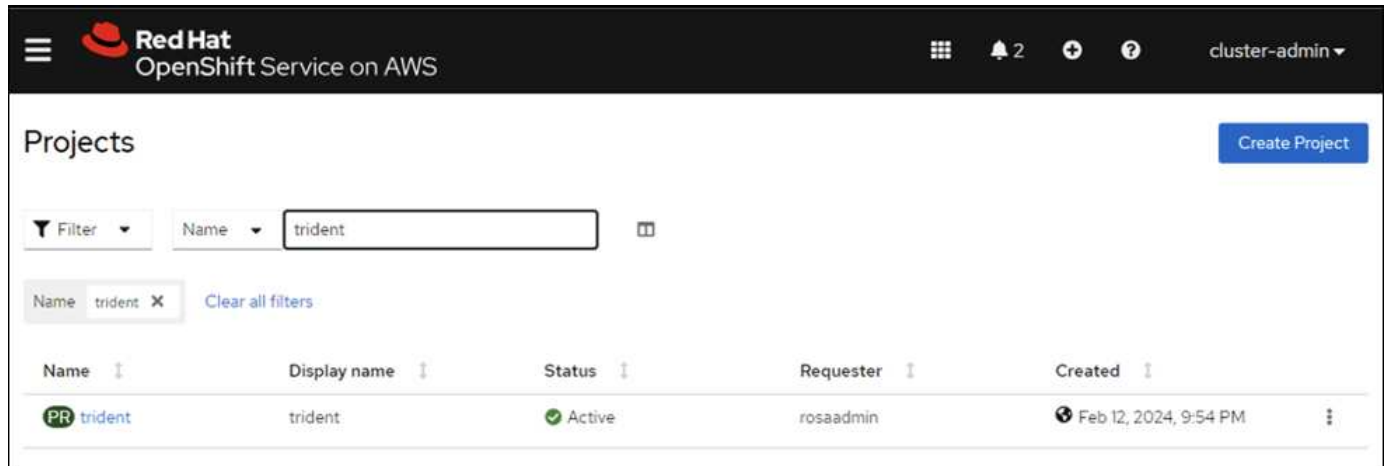 Red Hat
OpenShift Service on AWS
2
cluster-admin
Projects
Create Project
Filter
Name
trident
Name trident
Clear all filters
Name Display name Status Requester Created
PR trident trident Active rosaadmin Feb 12, 2024, 9:54 PM